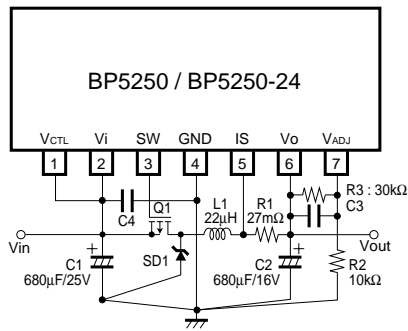 BP5250 / BP5250-24
VCTL Vi SW GND IS Vo VADJ
1 2 3 4 5 6 7
R3 : 30kΩ
C3
C4
Q1
L1
22μH
R1
27mΩ
Vin
Vout
C1
680μF/25V
SD1
C2
680μF/16V
R2
10kΩ
+
+